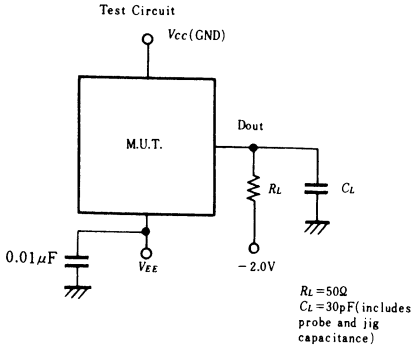 Test Circuit
Vcc(GND)
M.U.T.
Dout
RL
CL
0.01μF
VEE
−2.0V
RL=50Ω
CL=30pF(includes
probe and jig
capacitance)